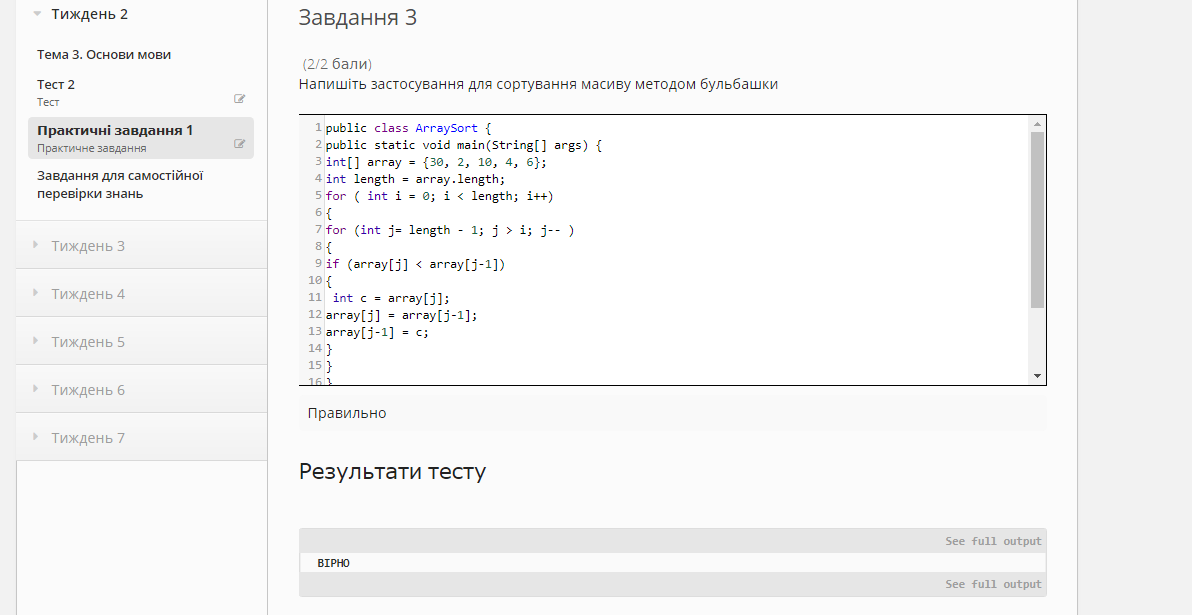 Тиждень 2
Тема 3. Основи мови
Тест 2
Тест
Практичні завдання 1
Практичне завдання
Завдання для самостійної
перевірки знань
Тиждень 3
Тиждень 4
Тиждень 5
Тиждень 6
Тиждень 7
Завдання 3
(2/2 бали)
Напишіть застосування для сортування масиву методом бульбашки
1 public class ArraySort {
2 public static void main(String[] args) {
3 int[] array = {30, 2, 10, 4, 6};
4 int length = array.length;
5 for ( int i = 0; i < length; i++)
6 {
7 for (int j= length - 1; j > i; j-- )
8 {
9 if (array[j] < array[j-1])
10 {
11  int c = array[j];
12 array[j] = array[j-1];
13 array[j-1] = c;
14 }
15 }
16 }
Правильно
Результати тесту
See full output
ВІРНО
See full output